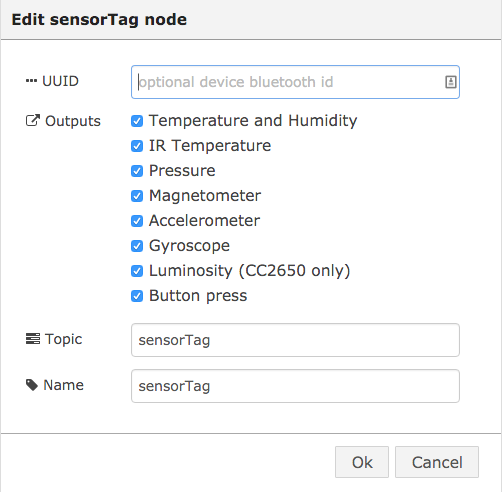 Edit sensorTag node
UUID
optional device bluetooth id
Outputs
Temperature and Humidity
IR Temperature
Pressure
Magnetometer
Accelerometer
Gyroscope
Luminosity (CC2650 only)
Button press
Topic
sensorTag
Name
sensorTag
Ok
Cancel